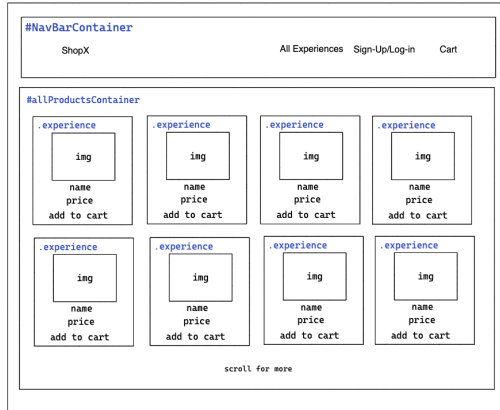 #NavBarContainer
ShopX All Experiences Sign-Up/Log-in Cart
#allProductsContainer
.experience .experience .experience .experience
img img img img
name name name name
price price price price
add to cart add to cart add to cart add to cart
.experience .experience .experience .experience
img img img img
name name name name
price price price price
add to cart add to cart add to cart add to cart
scroll for more